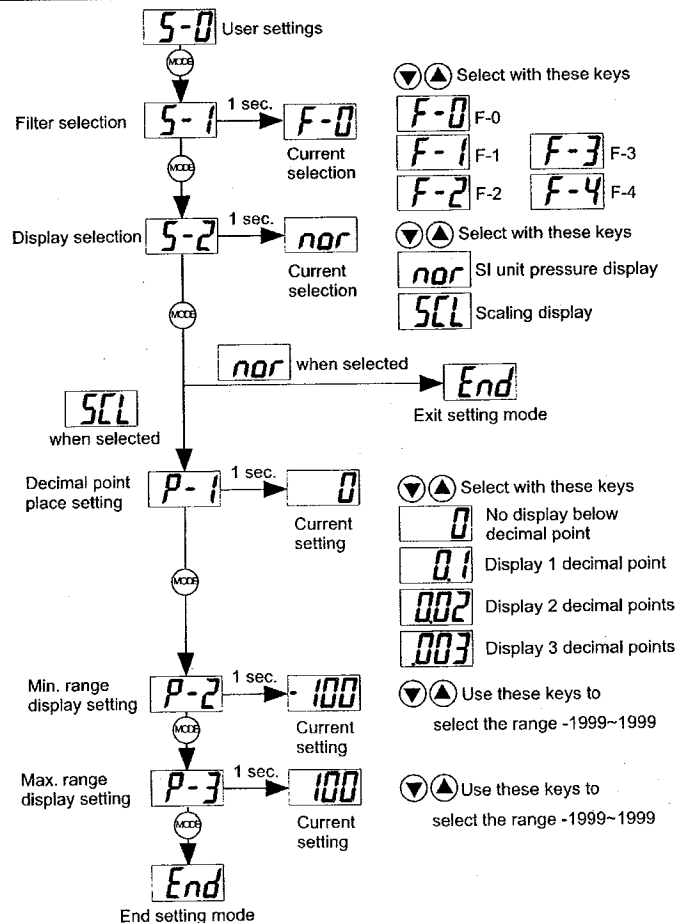 S-0 User settings
MODE
Select with these keys
Filter selection S-1 1 sec. F-0
Current
selection
F-0 F-0
F-1 F-1 F-3 F-3
F-2 F-2 F-4 F-4
MODE
Display selection S-2 1 sec. nor
Current
selection
Select with these keys
nor SI unit pressure display
SCL Scaling display
MODE
nor when selected
End
Exit setting mode
SCL
when selected
Decimal point
place setting
P-1 1 sec. 0
Current
setting
Select with these keys
0 No display below
decimal point
0.1 Display 1 decimal point
0.02 Display 2 decimal points
.003 Display 3 decimal points
MODE
Min. range
display setting
P-2 1 sec. -100
Current
setting
Use these keys to
select the range -1999~1999
MODE
Max. range
display setting
P-3 1 sec. 100
Current
setting
Use these keys to
select the range -1999~1999
MODE
End
End setting mode